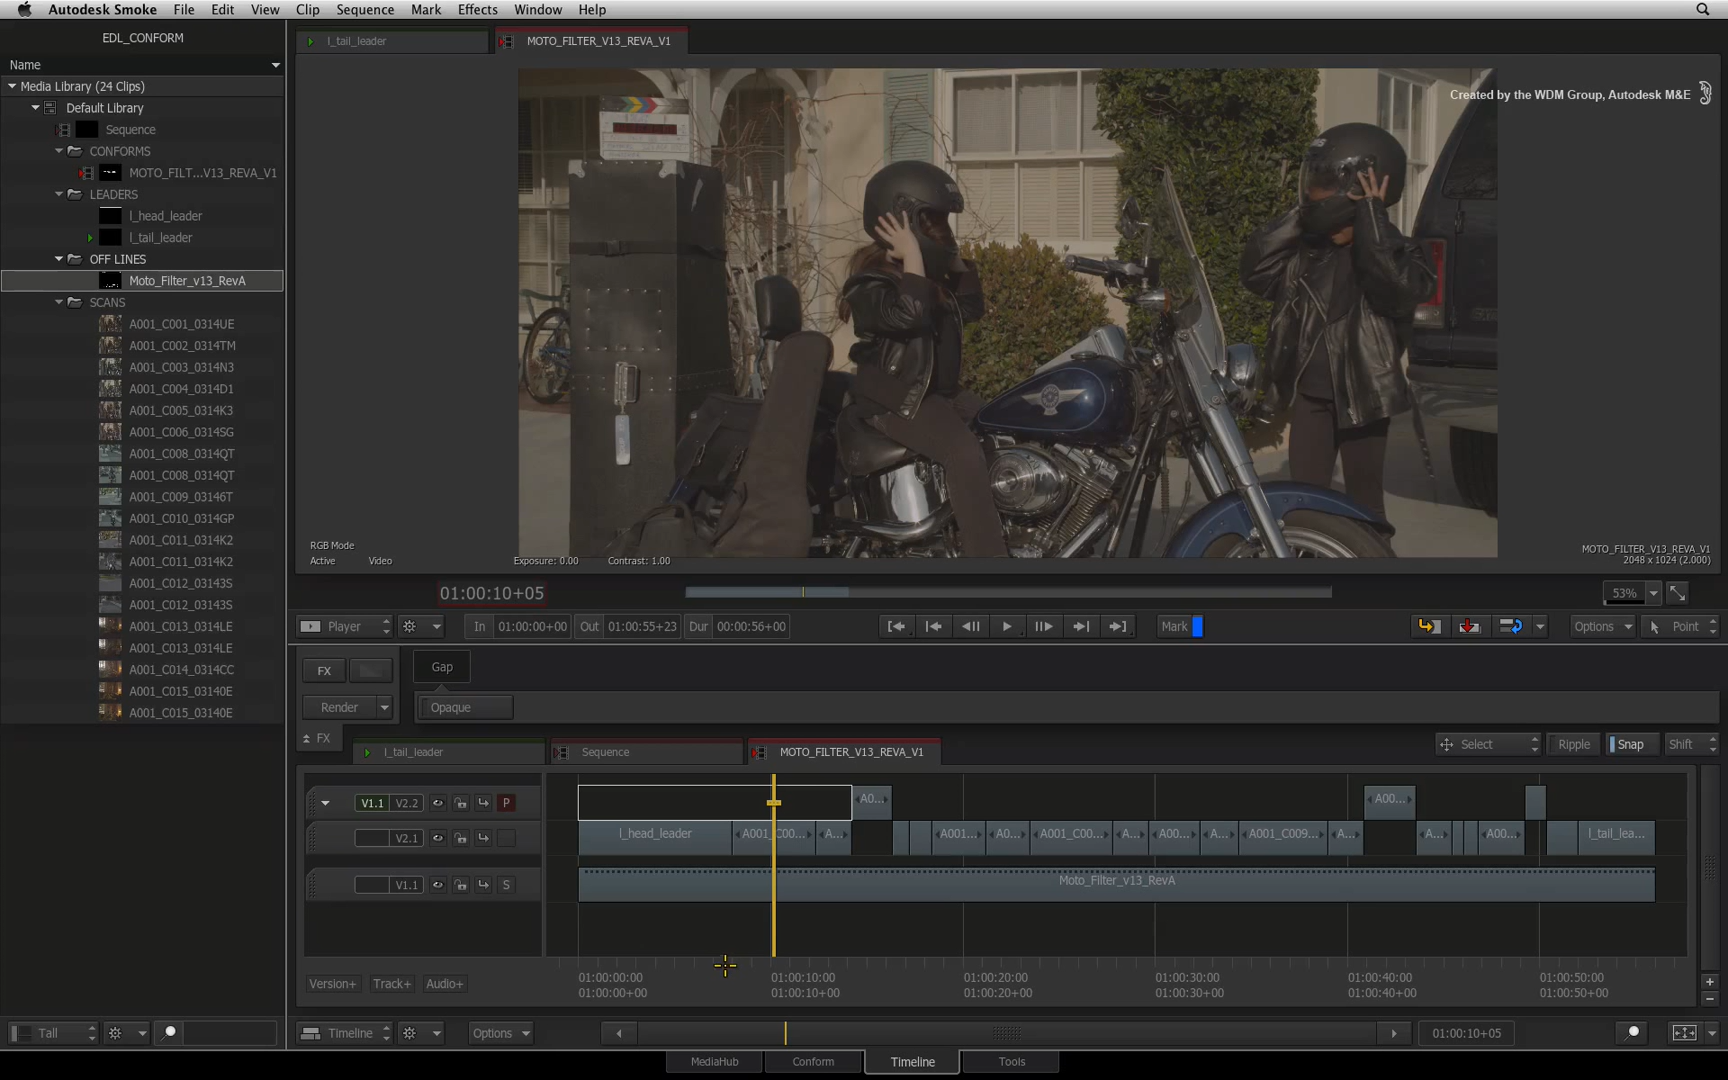 Autodesk Smoke File Edit View Clip Sequence Mark Effects Window Help
EDL_CONFORM
Name
Media Library (24 Clips)
Default Library
Sequence
CONFORMS
MOTO_FILT...V13_REVA_V1
LEADERS
l_head_leader
l_tail_leader
OFF LINES
Moto_Filter_v13_RevA
SCANS
A001_C001_0314UE
A001_C002_0314TM
A001_C003_0314N3
A001_C004_0314D1
A001_C005_0314K3
A001_C006_0314SG
A001_C008_0314QT
A001_C008_0314QT
A001_C009_03146T
A001_C010_0314GP
A001_C011_0314K2
A001_C011_0314K2
A001_C012_03143S
A001_C012_03143S
A001_C013_0314LE
A001_C013_0314LE
A001_C014_0314CC
A001_C015_03140E
A001_C015_03140E
Tall
l_tail_leader MOTO_FILTER_V13_REVA_V1
Created by the WDM Group, Autodesk M&E
RGB Mode
Active Video Exposure: 0.00 Contrast: 1.00
MOTO_FILTER_V13_REVA_V1
2048 x 1024 (2.000)
01:00:10+05 53%
Player In 01:00:00+00 Out 01:00:55+23 Dur 00:00:56+00 Mark Options Point
FX Gap
Render Opaque
FX l_tail_leader Sequence MOTO_FILTER_V13_REVA_V1 Select Ripple Snap Shift
V1.1 V2.2 P A0... A00...
V2.1 l_head_leader A001_C00... A... A001... A0... A001_C00... A... A00... A... A001_C009... A... A... A00... l_tail_lea...
V1.1 S Moto_Filter_v13_RevA
Version+ Track+ Audio+
01:00:00:00 01:00:10:00 01:00:20:00 01:00:30:00 01:00:40:00 01:00:50:00
01:00:00+00 01:00:10+00 01:00:20+00 01:00:30+00 01:00:40+00 01:00:50+00
Timeline Options 01:00:10+05
MediaHub Conform Timeline Tools